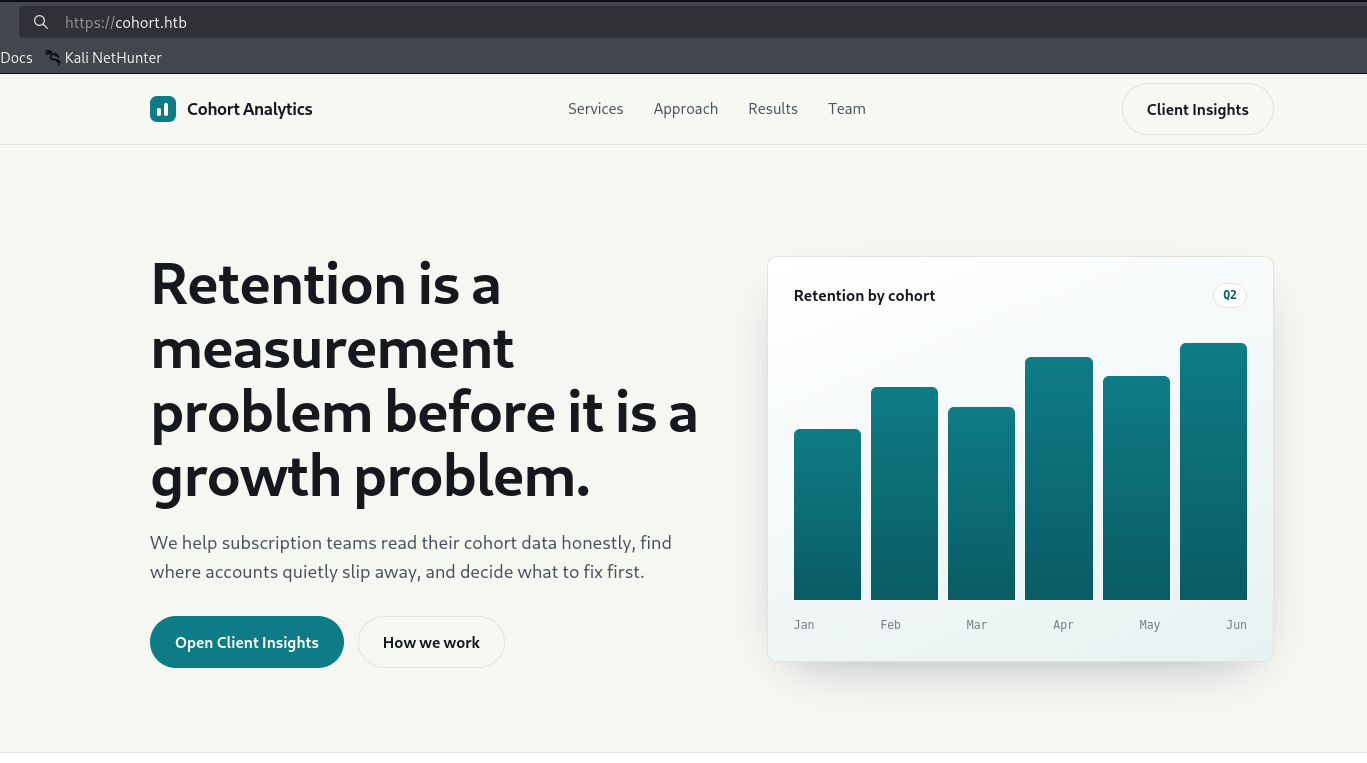 https://cohort.htb
Docs Kali NetHunter
Cohort Analytics Services Approach Results Team Client Insights
Retention is a
measurement
problem before it is a
growth problem.
We help subscription teams read their cohort data honestly, find
where accounts quietly slip away, and decide what to fix first.
Open Client Insights How we work
Retention by cohort Q2
Jan Feb Mar Apr May Jun